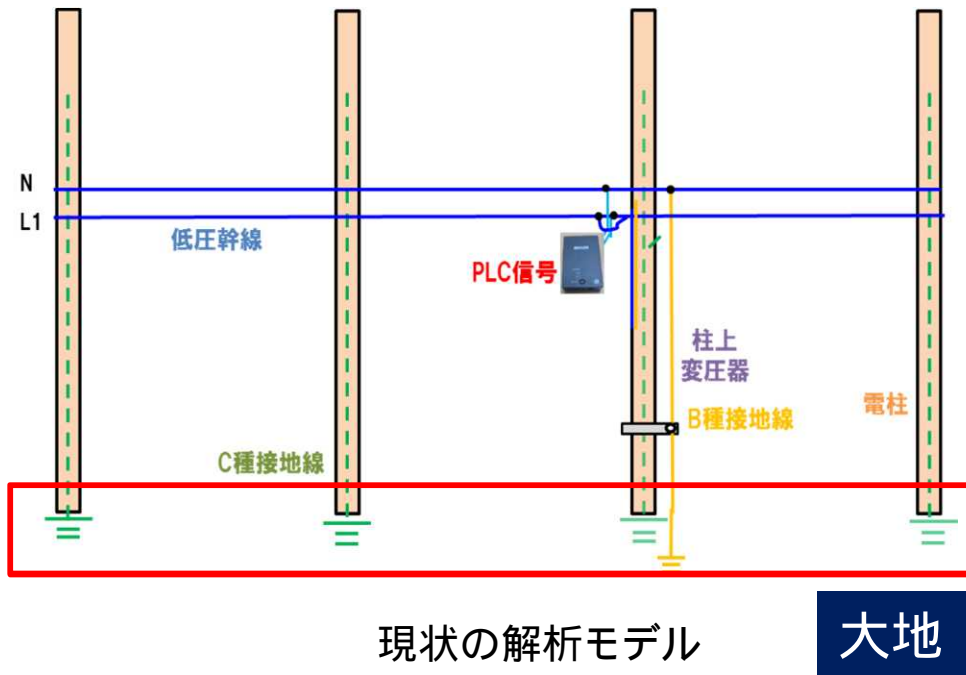 N
L1
低圧幹線
PLC信号
柱上
変圧器
電柱
B種接地線
C種接地線
現状の解析モデル
大地